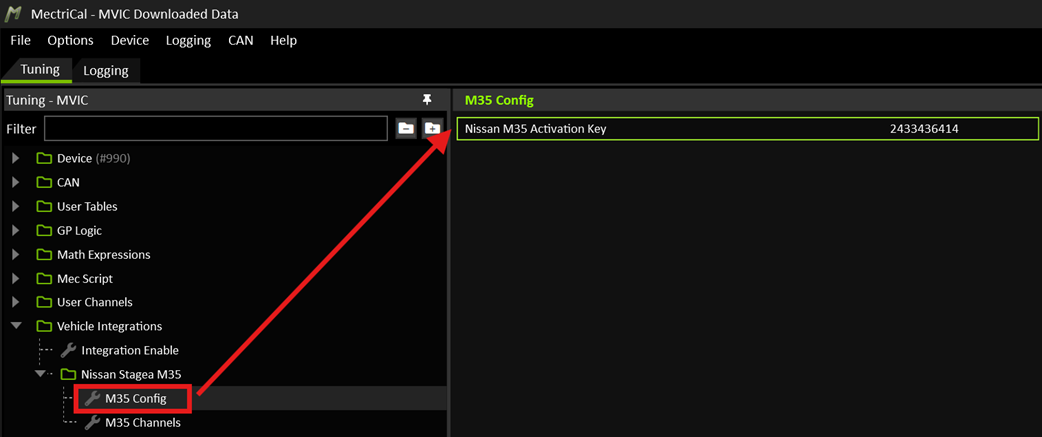 MectriCal - MVIC Downloaded Data
File Options Device Logging CAN Help
Tuning Logging
Tuning - MVIC
Filter
Device (#990)
CAN
User Tables
GP Logic
Math Expressions
Mec Script
User Channels
Vehicle Integrations
Integration Enable
Nissan Stagea M35
M35 Config
M35 Channels
M35 Config
Nissan M35 Activation Key 2433436414